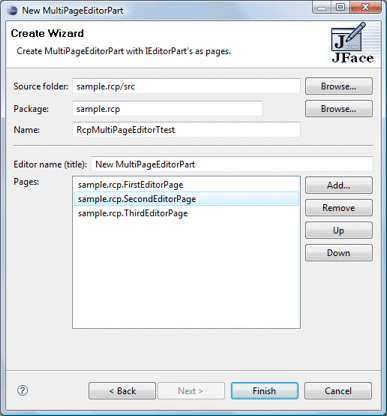 New MultiPageEditorPart
Create Wizard
Create MultiPageEditorPart with IEditorPart's as pages.
J
JFace
Source folder: sample.rcp/src Browse...
Package: sample.rcp Browse...
Name: RcpMultiPageEditorTtest
Editor name (title): New MultiPageEditorPart
Pages: sample.rcp.FirstEditorPage Add...
sample.rcp.SecondEditorPage Remove
sample.rcp.ThirdEditorPage Up
Down
? < Back Next > Finish Cancel